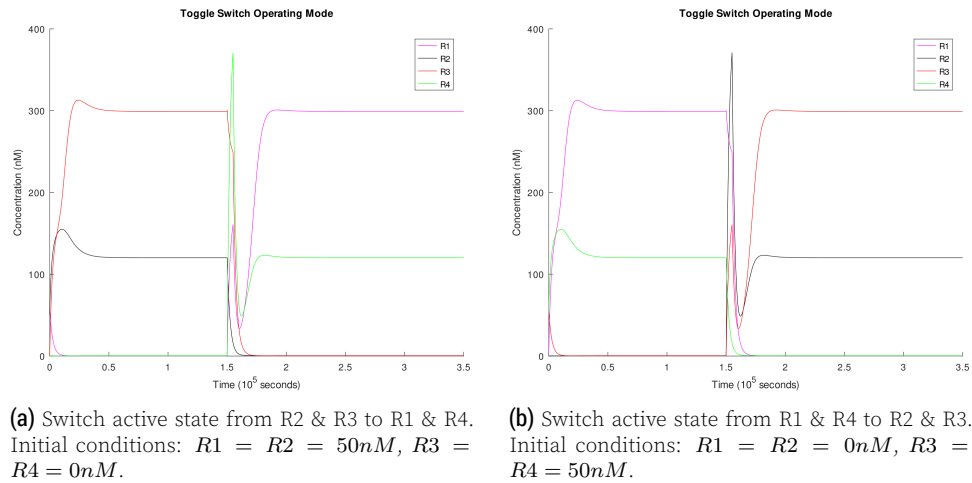 Toggle Switch Operating Mode
400
300
200
100
0
Concentration (nM)
0 0.5 1 1.5 2 2.5 3 3.5
Time (10^5 seconds)
R1
R2
R3
R4
(a) Switch active state from R2 & R3 to R1 & R4.
Initial conditions: R1 = R2 = 50nM, R3 =
R4 = 0nM.
Toggle Switch Operating Mode
400
300
200
100
0
Concentration (nM)
0 0.5 1 1.5 2 2.5 3 3.5
Time (10^5 seconds)
R1
R2
R3
R4
(b) Switch active state from R1 & R4 to R2 & R3.
Initial conditions: R1 = R2 = 0nM, R3 =
R4 = 50nM.